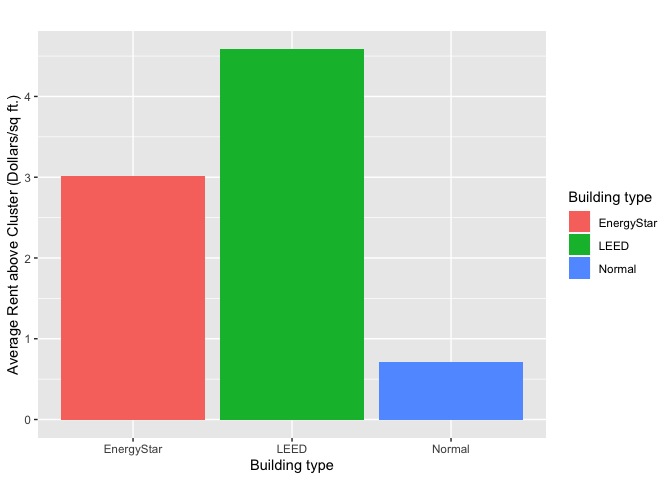 Average Rent above Cluster (Dollars/sq ft.)
4
3
2
1
0
EnergyStar
LEED
Normal
Building type
Building type
EnergyStar
LEED
Normal